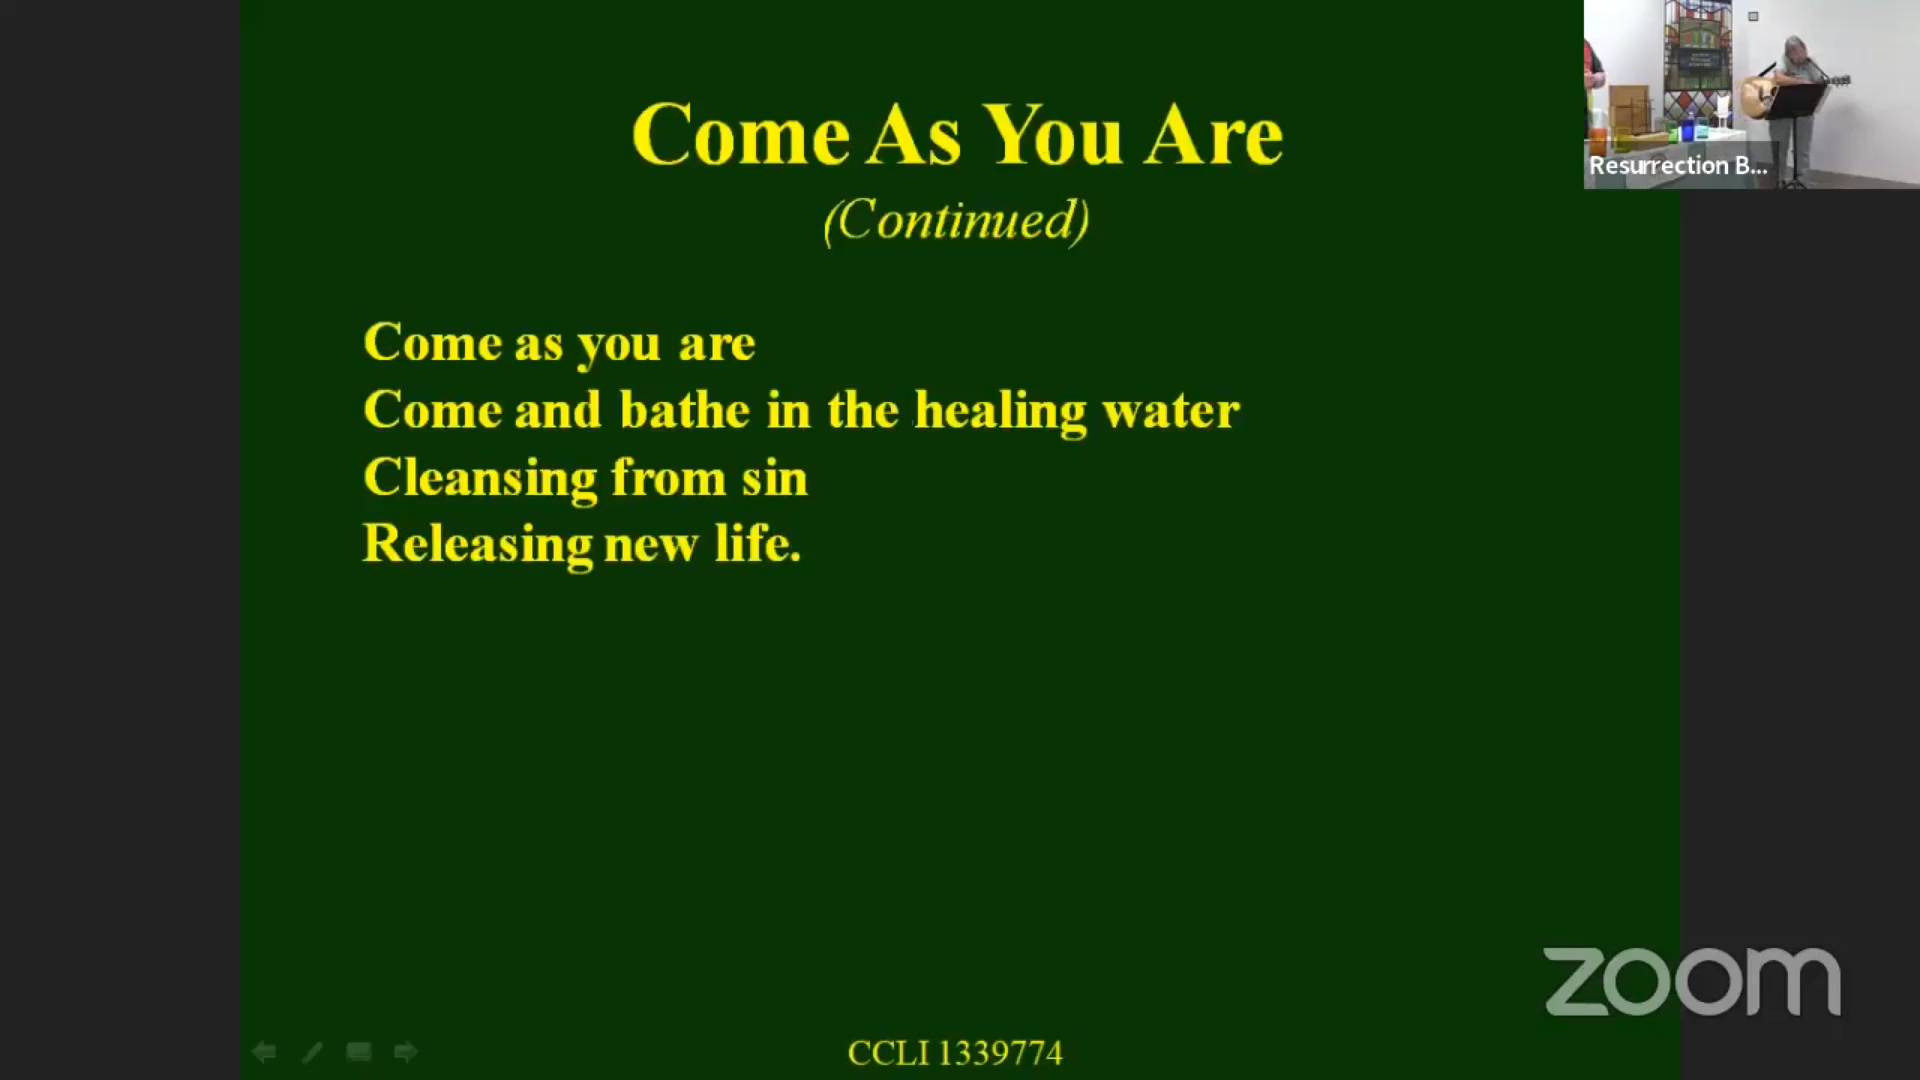 Come As You Are
(Continued)
Come as you are
Come and bathe in the healing water
Cleansing from sin
Releasing new life.
CCLI 1339774
Resurrection B...
zoom